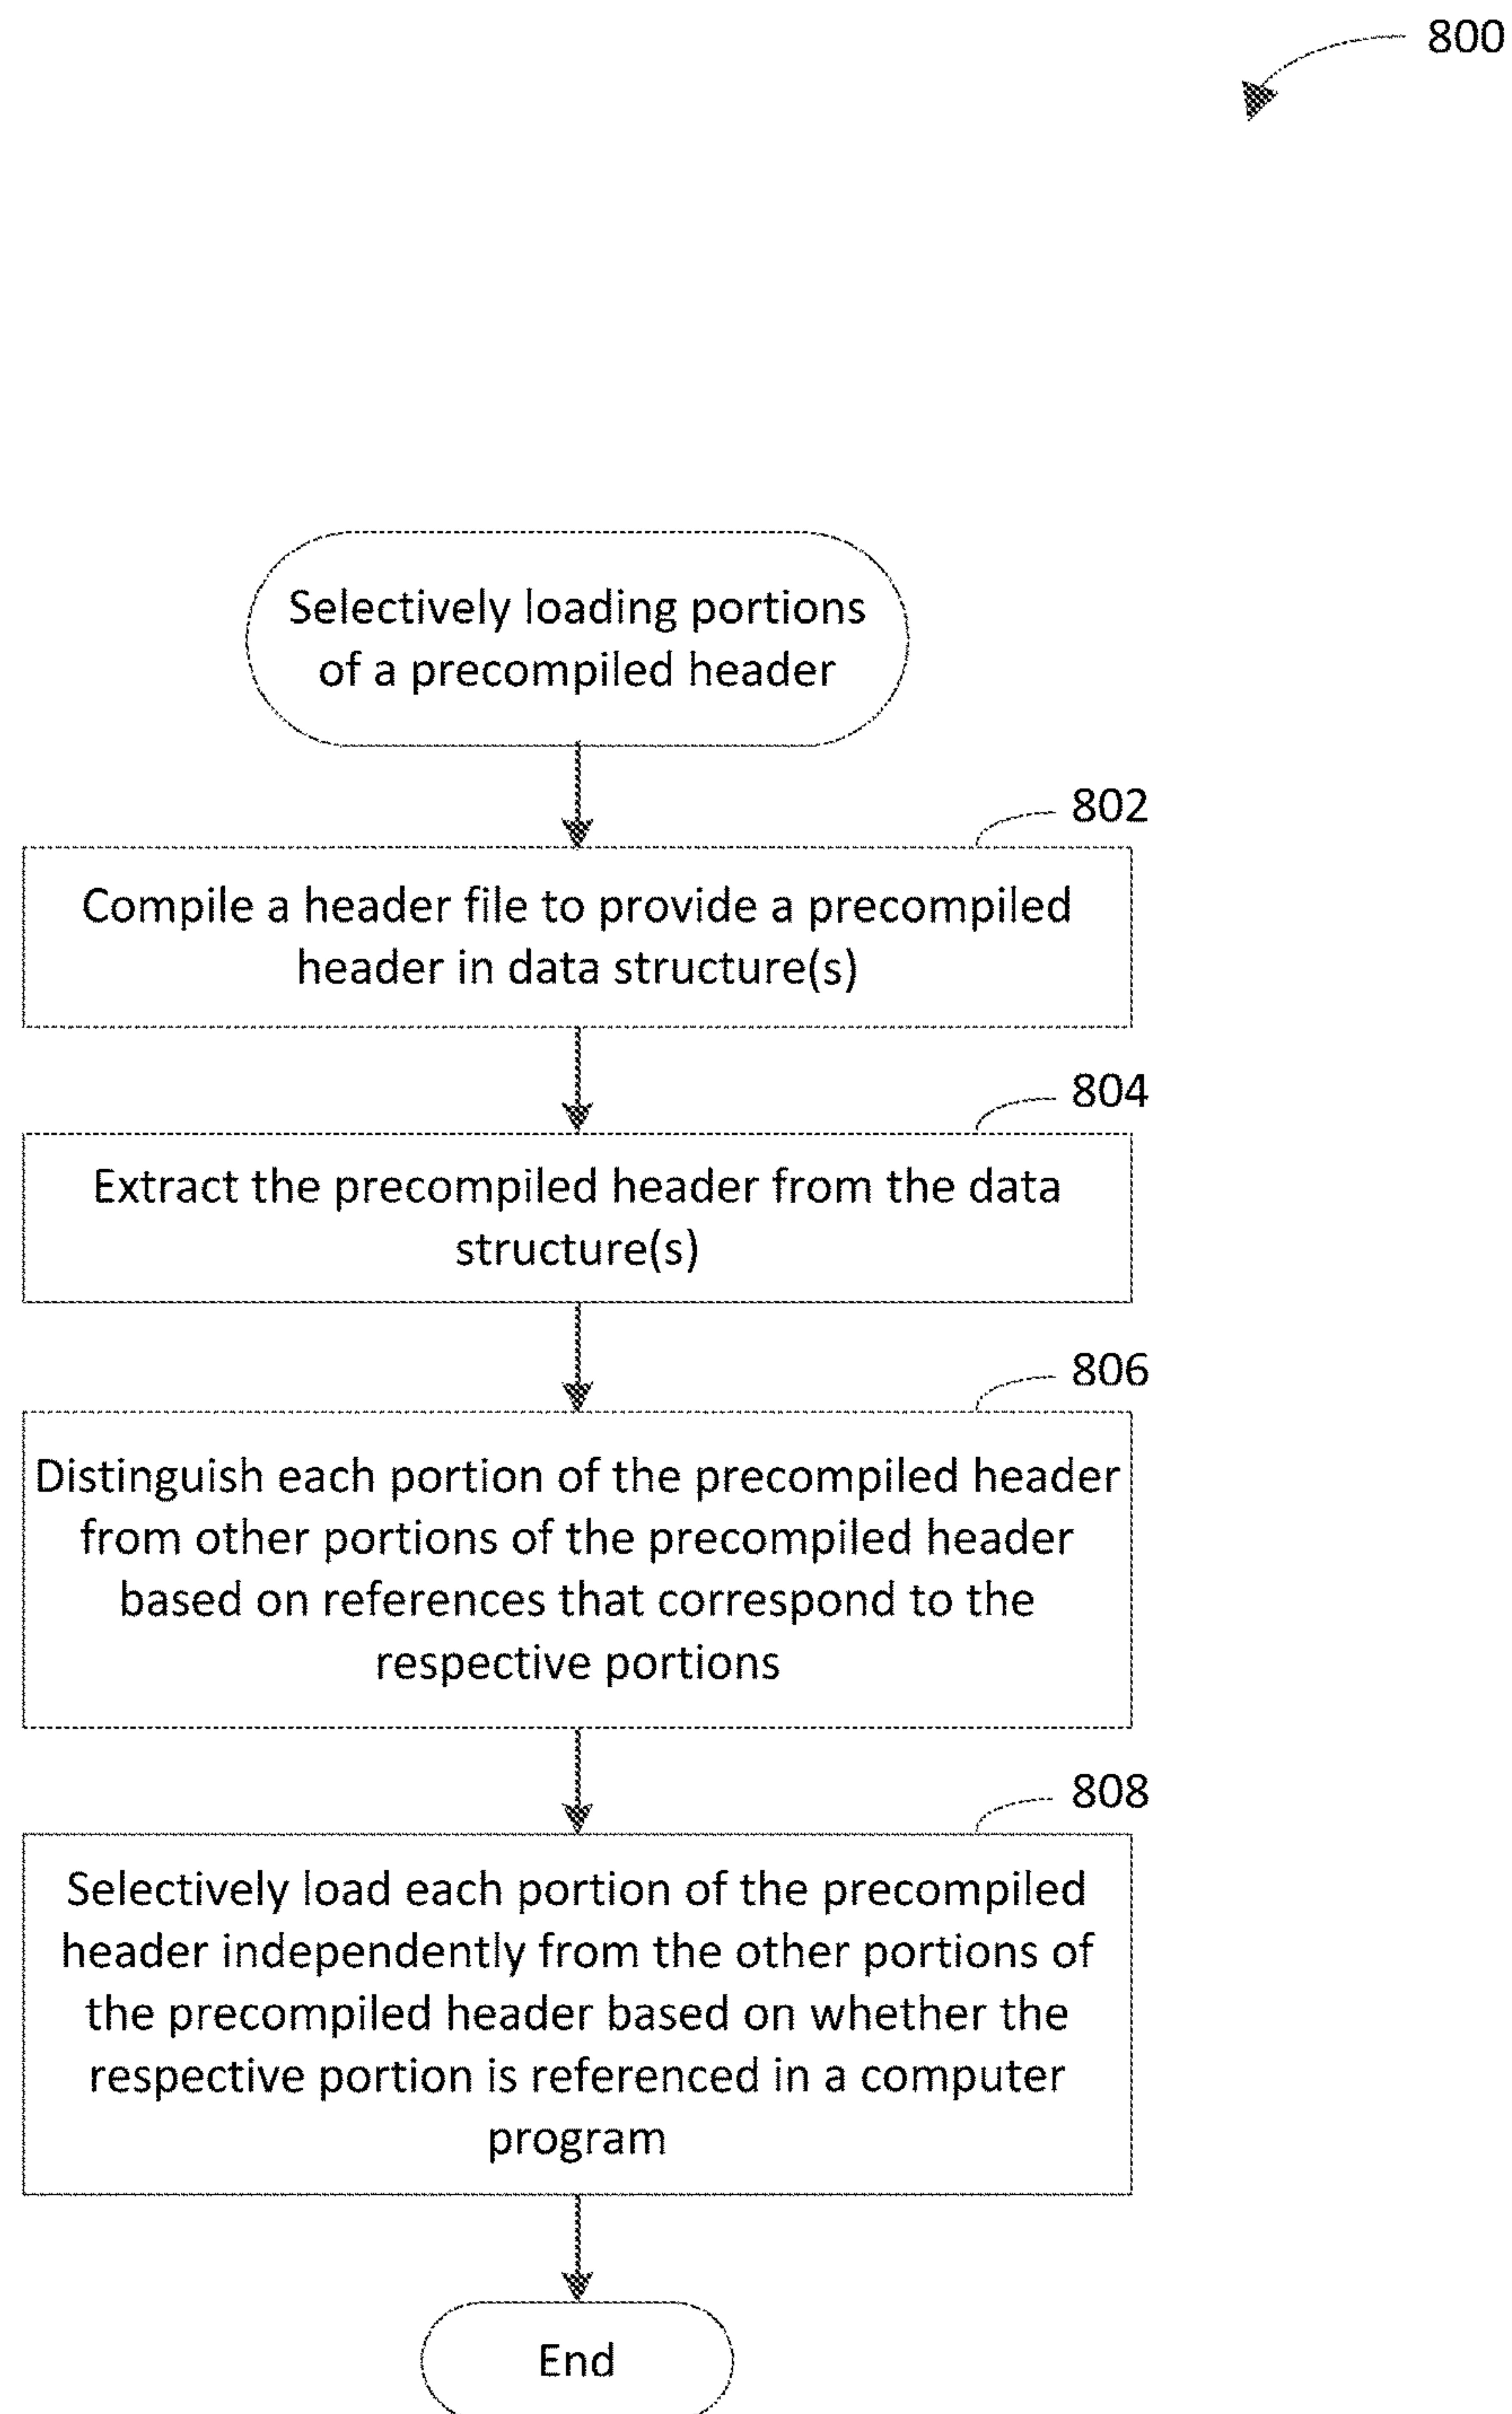 800
Selectively loading portions
of a precompiled header
802
Compile a header file to provide a precompiled
header in data structure(s)
804
Extract the precompiled header from the data
structure(s)
806
Distinguish each portion of the precompiled header
from other portions of the precompiled header
based on references that correspond to the
respective portions
808
Selectively load each portion of the precompiled
header independently from the other portions of
the precompiled header based on whether the
respective portion is referenced in a computer
program
End